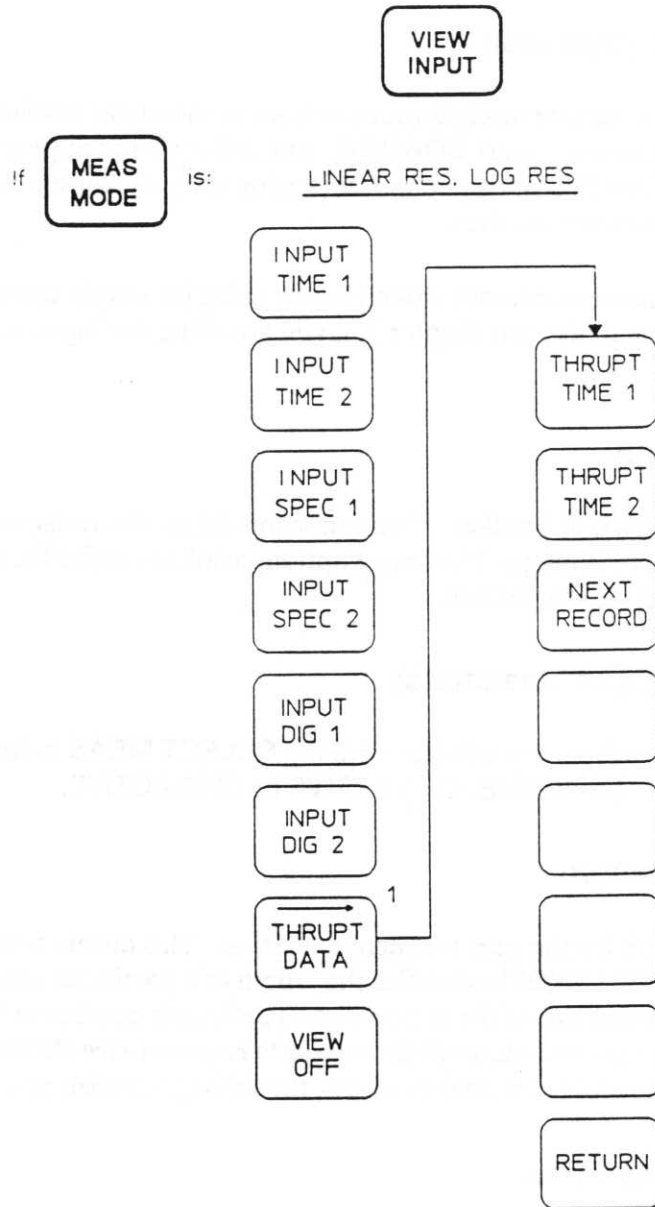 VIEW
INPUT
If
MEAS
MODE
is:
LINEAR RES, LOG RES
INPUT
TIME 1
INPUT
TIME 2
INPUT
SPEC 1
INPUT
SPEC 2
INPUT
DIG 1
INPUT
DIG 2
THRUPT
DATA
1
VIEW
OFF
THRUPT
TIME 1
THRUPT
TIME 2
NEXT
RECORD
RETURN